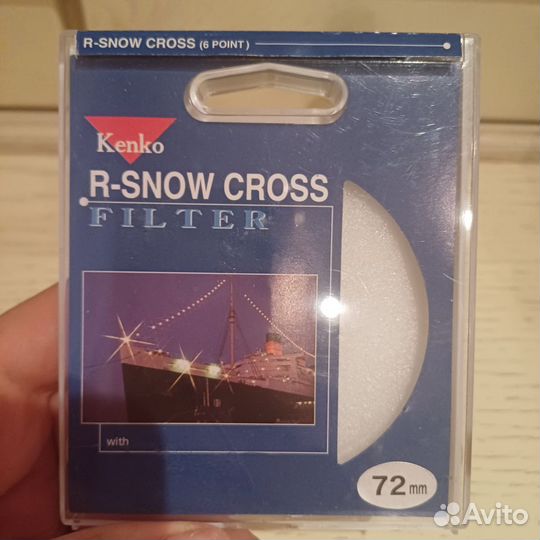 R-SNOW CROSS (6 POINT)
Kenko
R-SNOW CROSS
FILTER
with
72mm
Avito